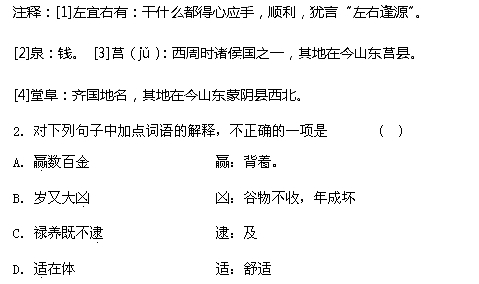 注释：[1]左宜右有：干什么都得心应手，顺利，犹言 “左右逢源”。
[2]泉：钱。 [3]莒（jǔ）：西周时诸侯国之一，其地在今山东莒县。
[4]堂阜：齐国地名，其地在今山东蒙阴县西北。
2. 对下列句子中加点词语的解释，不正确的一项是 （ ）
A. 赢数百金 赢：背着。
B. 岁又大凶 凶：谷物不收，年成坏
C. 禄养既不逮 逮：及
D. 适在体 适：舒适